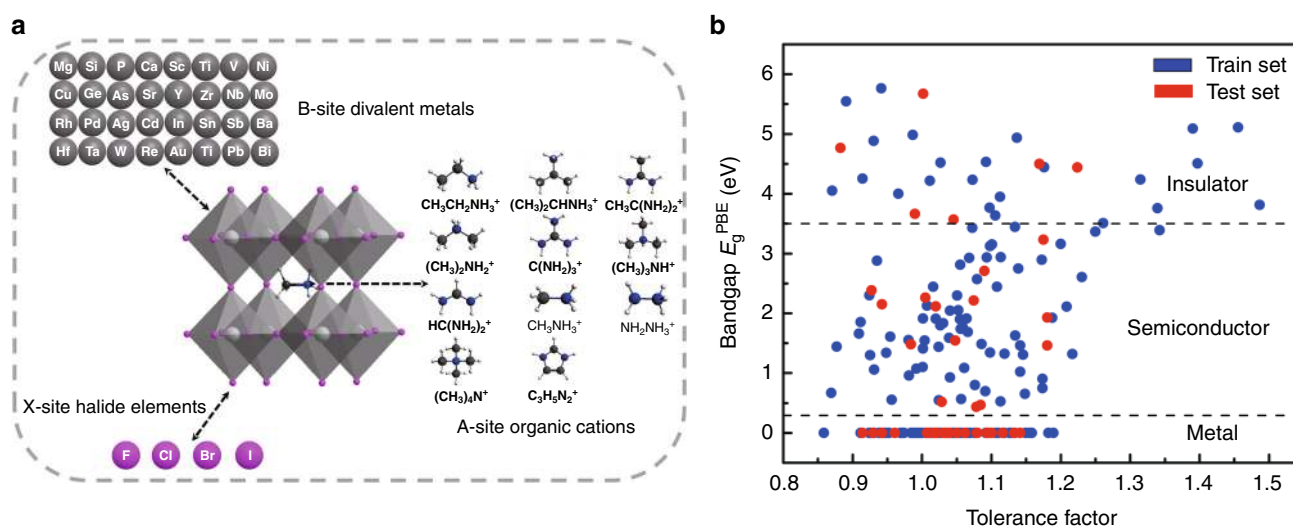 a
Mg Si P Ca Sc Ti V Ni
Cu Ge As Sr Y Zr Nb Mo
Rh Pd Ag Cd In Sn Sb Ba
Hf Ta W Re Au Ti Pb Bi
B-site divalent metals
CH₃CH₂NH₃⁺ (CH₃)₂CHNH₃⁺ CH₃C(NH₂)₂⁺
(CH₃)₂NH₂⁺ C(NH₂)₃⁺ (CH₃)₃NH⁺
HC(NH₂)₂⁺ CH₃NH₃⁺ NH₂NH₃⁺
(CH₃)₄N⁺ C₃H₅N₂⁺
X-site halide elements
A-site organic cations
F Cl Br I
b
Bandgap E_g^PBE (eV)
6
5
4
3
2
1
0
Train set
Test set
Insulator
Semiconductor
Metal
0.8 0.9 1.0 1.1 1.2 1.3 1.4 1.5
Tolerance factor